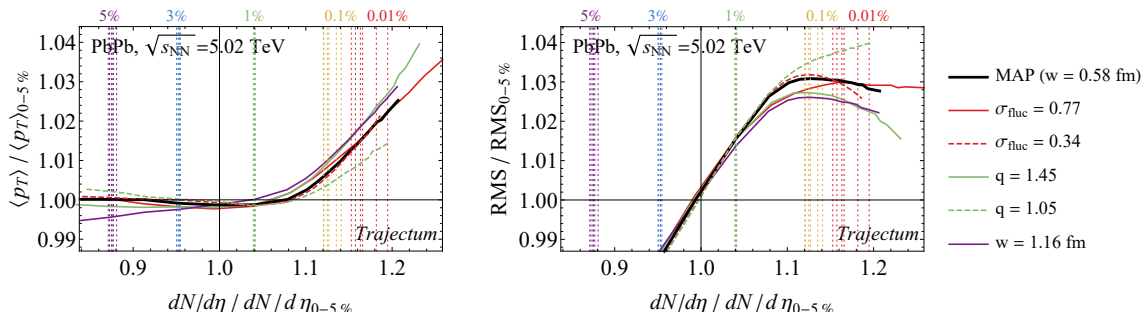 5% 3% 1% 0.1% 0.01%
PbPb, √sNN =5.02 TeV
1.04
1.03
1.02
1.01
1.00
0.99
⟨pT⟩ / ⟨pT⟩0–5%
Trajectum
0.9 1.0 1.1 1.2
dN/dη / dN/d η0–5%
5% 3% 1% 0.1% 0.01%
PbPb, √sNN =5.02 TeV
1.04
1.03
1.02
1.01
1.00
0.99
RMS / RMS0–5%
Trajectum
0.9 1.0 1.1 1.2
dN/dη / dN/d η0–5%
MAP (w = 0.58 fm)
σfluc = 0.77
σfluc = 0.34
q = 1.45
q = 1.05
w = 1.16 fm